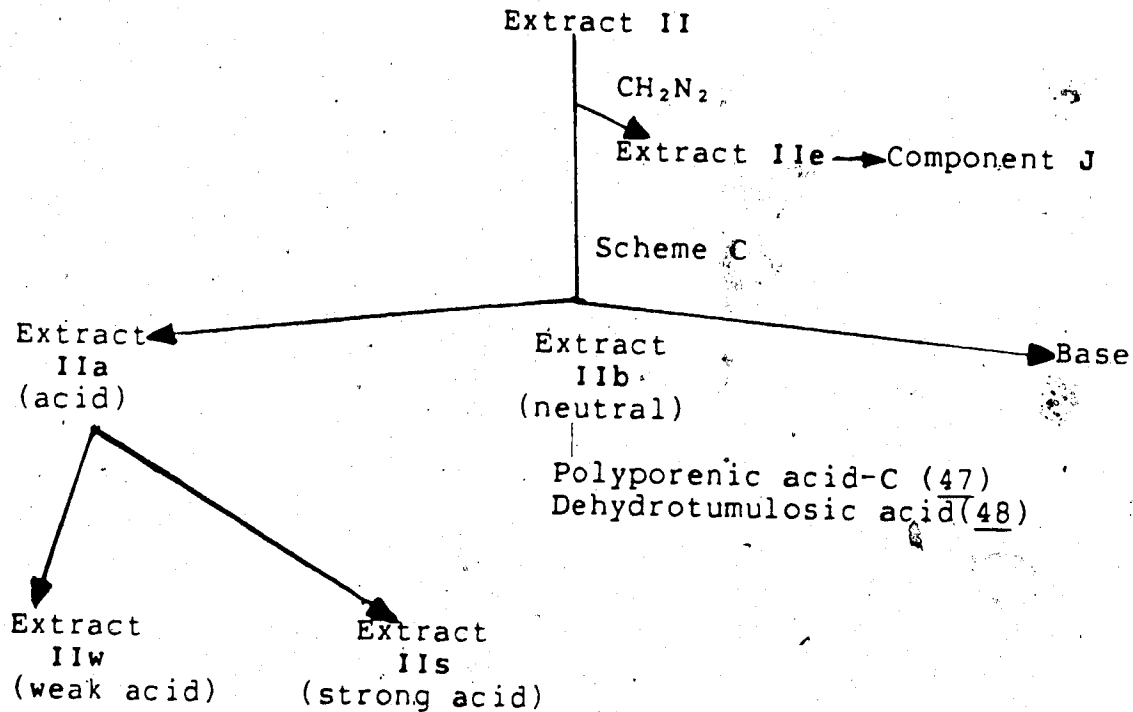 Extract II
CH₂N₂
Extract IIe → Component J
Scheme C
Extract
IIa
(acid)
Extract
IIb
(neutral)
Base
Polyporenic acid-C (47)
Dehydrotumulosic acid(48)
Extract
IIw
(weak acid)
Extract
IIs
(strong acid)